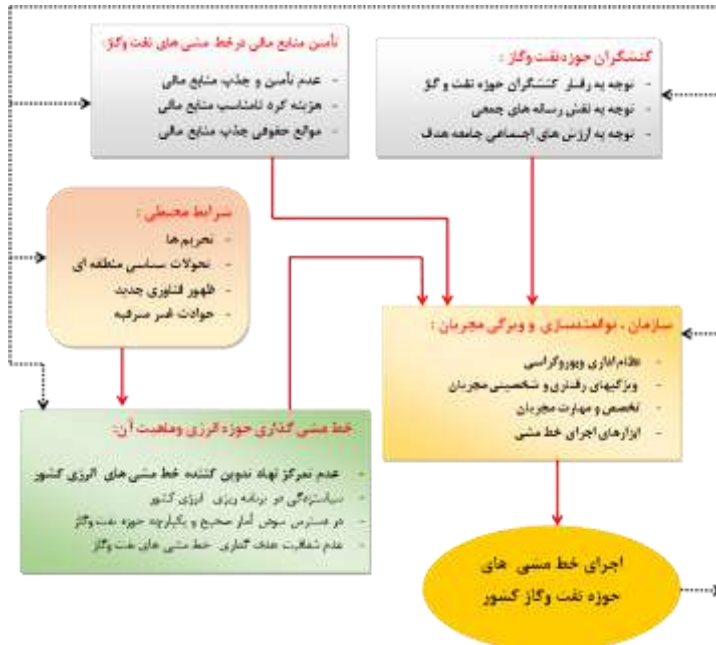 کنشگران حوزه نفت وگاز :
- توجه به رفتار کنشگران حوزه نفت و گاز
- توجه به نقش رسانه های جمعی
- توجه به ارزش های اجتماعی جامعه هدف
تأمین منابع مالی در خط مشی های نفت وگاز:
- عدم تأمین و جذب منابع مالی
- هزینه کرد نامناسب منابع مالی
- موانع حقوقی جذب منابع مالی
شرایط محیطی :
- تحریم ها
- تحولات سیاسی منطقه ای
- ظهور فناوری جدید
- حوادث غیر مترقبه
سازمان ، توانمندسازی و ویژگی مجریان :
- نظام اداری وبوروکراسی
- ویژگیهای رفتاری و شخصیتی مجریان
- تخصص و مهارت مجریان
- ابزارهای اجرای خط مشی
خط مشی گذاری حوزه انرژی وماهیت آن:
- عدم تمرکز نهاد تدوین کننده خط مشی های انرژی کشور
- سیاستزدگی در برنامه ریزی انرژی کشور
- در دسترس نبودن آمار صحیح و یکپارچه حوزه نفت وگاز
- عدم شفافیت هدف گذاری خط مشی های نفت وگاز
اجرای خط مشی های
حوزه نفت وگاز کشور